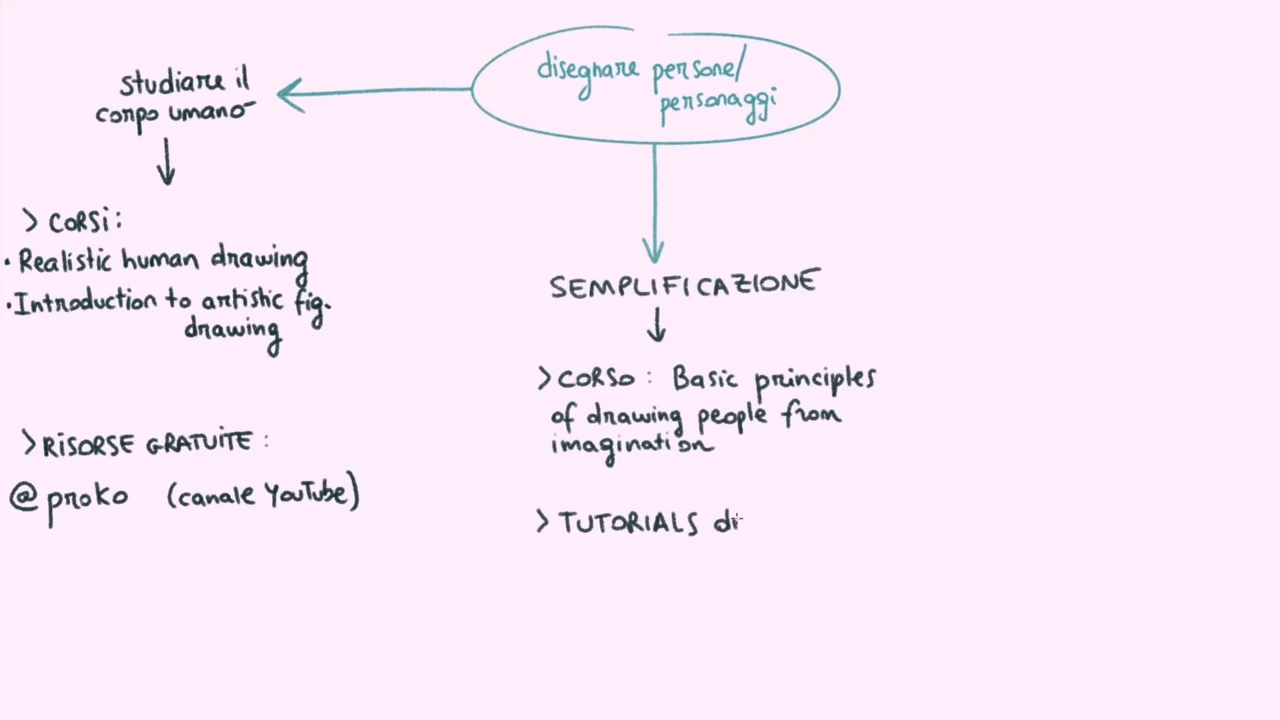 disegnare persone/
personaggi
studiare il
corpo umano
> CORSi:
• Realistic human drawing
• Introduction to artistic fig.
drawing
> RiSORSE GRATUiTE :
@proko (canale YouTube)
SEMPLIFICAZIONE
> CORSO : Basic principles
of drawing people from
imagination
> TUTORIALS di